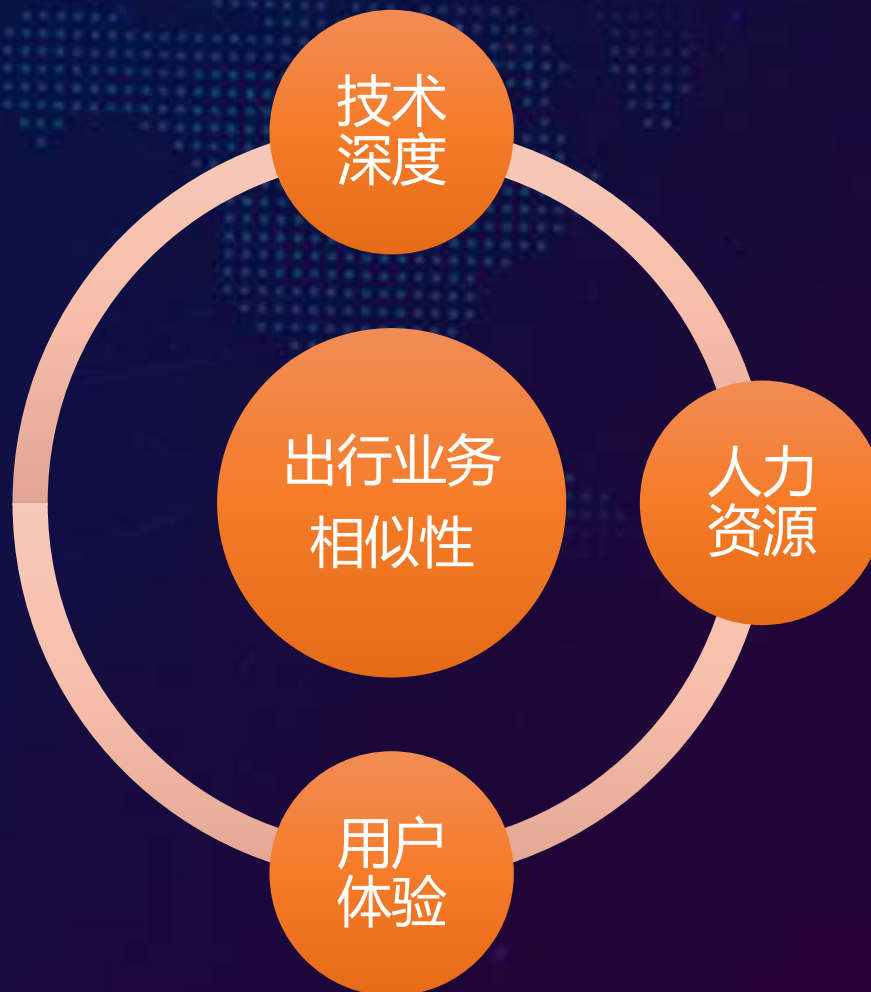 技术
深度
出行业务
相似性
人力
资源
用户
体验